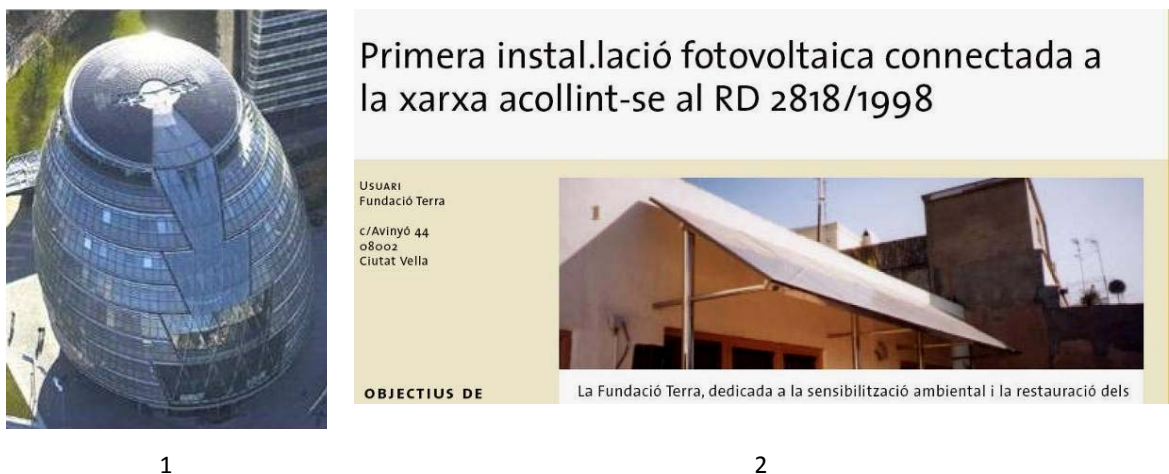 Primera instal.lació fotovoltaica connectada a
la xarxa acollint-se al RD 2818/1998
Usuari
Fundació Terra
c/Avinyó 44
08002
Ciutat Vella
OBJECTIUS DE
La Fundació Terra, dedicada a la sensibilització ambiental i la restauració dels
1
2